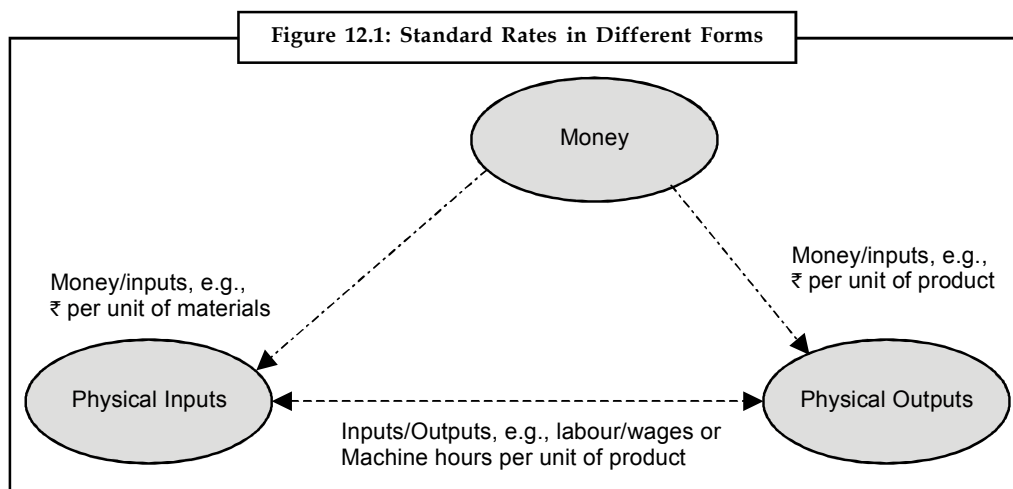 Figure 12.1: Standard Rates in Different Forms
Money
Money/inputs, e.g.,
₹ per unit of materials
Money/inputs, e.g.,
₹ per unit of product
Physical Inputs
Physical Outputs
Inputs/Outputs, e.g., labour/wages or
Machine hours per unit of product